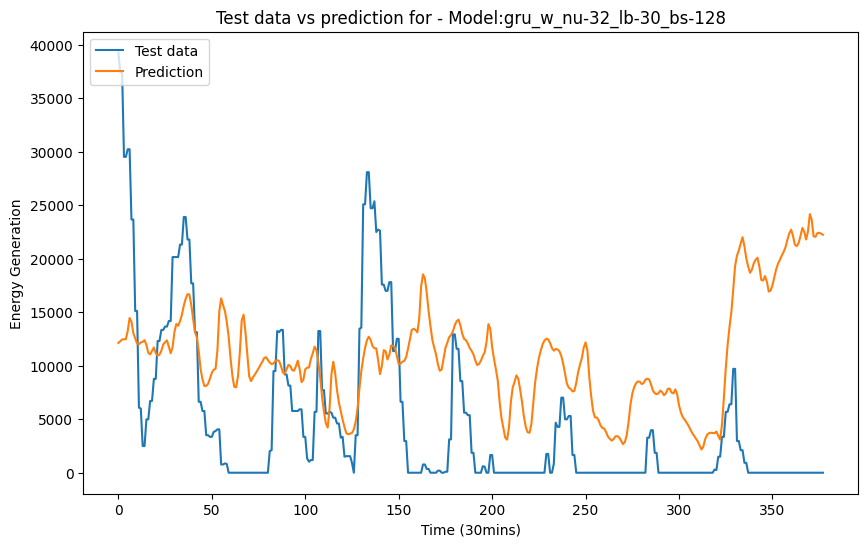 Test data vs prediction for - Model:gru_w_nu-32_lb-30_bs-128
Test data
Prediction
40000
35000
30000
25000
20000
15000
10000
5000
0
Energy Generation
0 50 100 150 200 250 300 350
Time (30mins)